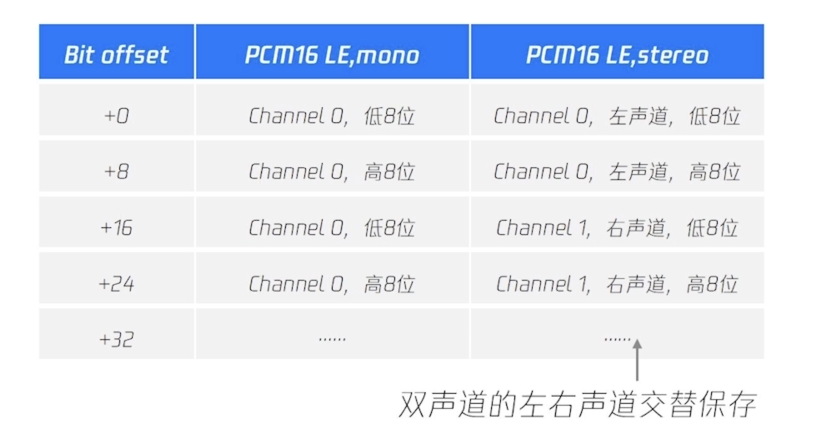 Bit offset PCM16 LE,mono PCM16 LE,stereo
+0 Channel 0, 低8位 Channel 0, 左声道, 低8位
+8 Channel 0, 高8位 Channel 0, 左声道, 高8位
+16 Channel 0, 低8位 Channel 1, 右声道, 低8位
+24 Channel 0, 高8位 Channel 1, 右声道, 高8位
+32 ...... ......
双声道的左右声道交替保存